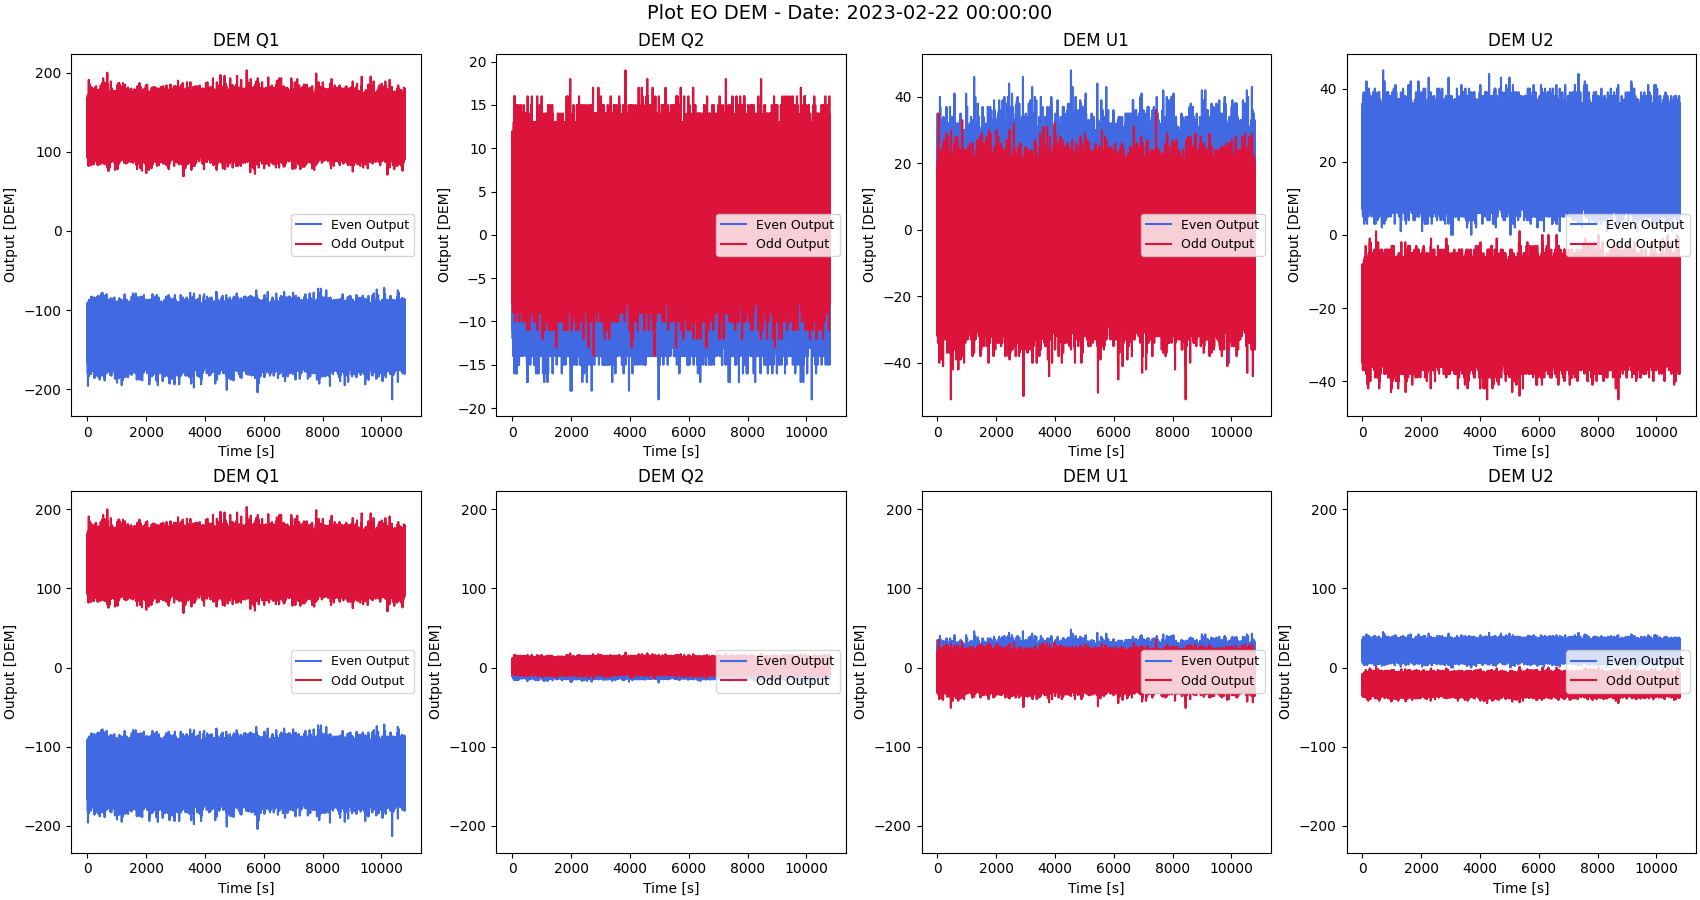 Plot EO DEM - Date: 2023-02-22 00:00:00
DEM Q1
Output [DEM]
200
100
0
−100
−200
Even Output
Odd Output
0 2000 4000 6000 8000 10000
Time [s]
DEM Q2
Output [DEM]
20
15
10
5
0
−5
−10
−15
−20
Even Output
Odd Output
0 2000 4000 6000 8000 10000
Time [s]
DEM U1
Output [DEM]
40
20
0
−20
−40
Even Output
Odd Output
0 2000 4000 6000 8000 10000
Time [s]
DEM U2
Output [DEM]
40
20
0
−20
−40
Even Output
Odd Output
0 2000 4000 6000 8000 10000
Time [s]
DEM Q1
Output [DEM]
200
100
0
−100
−200
Even Output
Odd Output
0 2000 4000 6000 8000 10000
Time [s]
DEM Q2
Output [DEM]
200
100
0
−100
−200
Even Output
Odd Output
0 2000 4000 6000 8000 10000
Time [s]
DEM U1
Output [DEM]
200
100
0
−100
−200
Even Output
Odd Output
0 2000 4000 6000 8000 10000
Time [s]
DEM U2
Output [DEM]
200
100
0
−100
−200
Even Output
Odd Output
0 2000 4000 6000 8000 10000
Time [s]